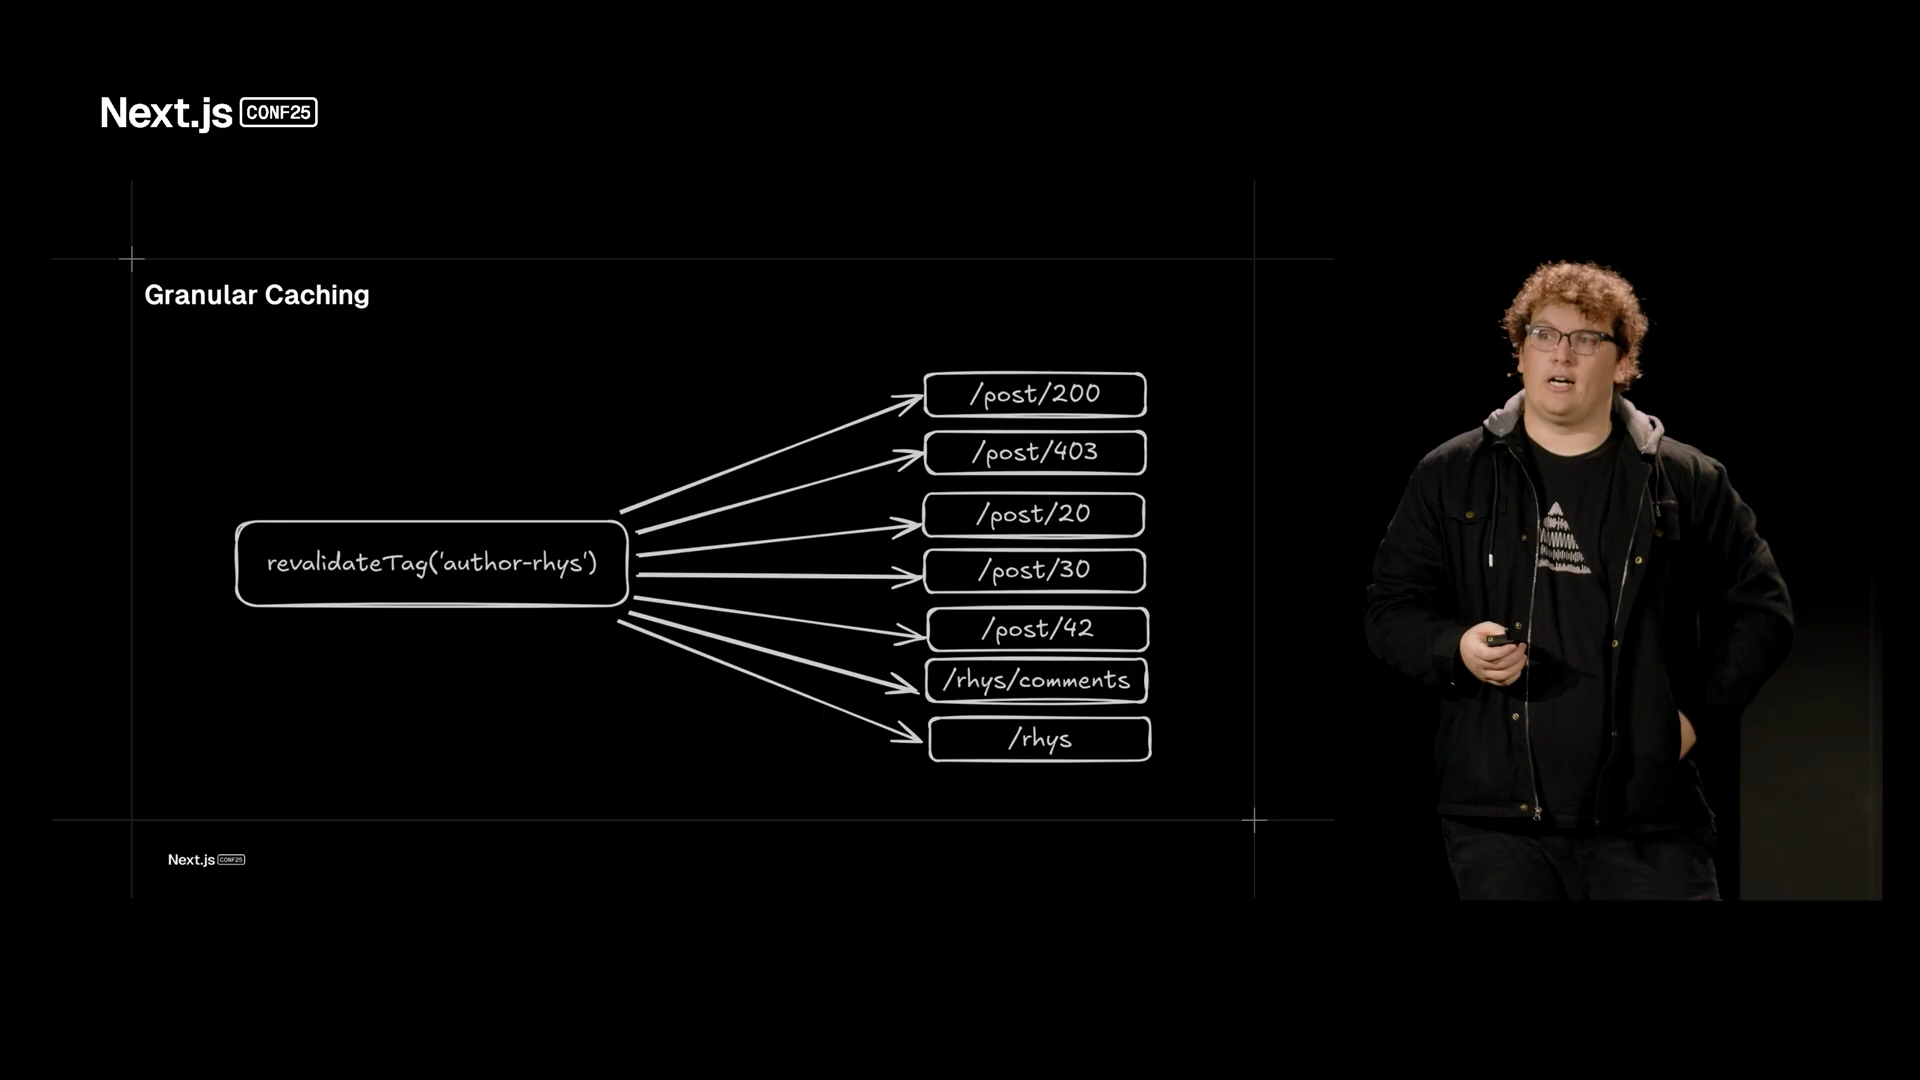 Next.js CONF25
Granular Caching
revalidateTag('author-rhys')
/post/200
/post/403
/post/20
/post/30
/post/42
/rhys/comments
/rhys
Next.js CONF25